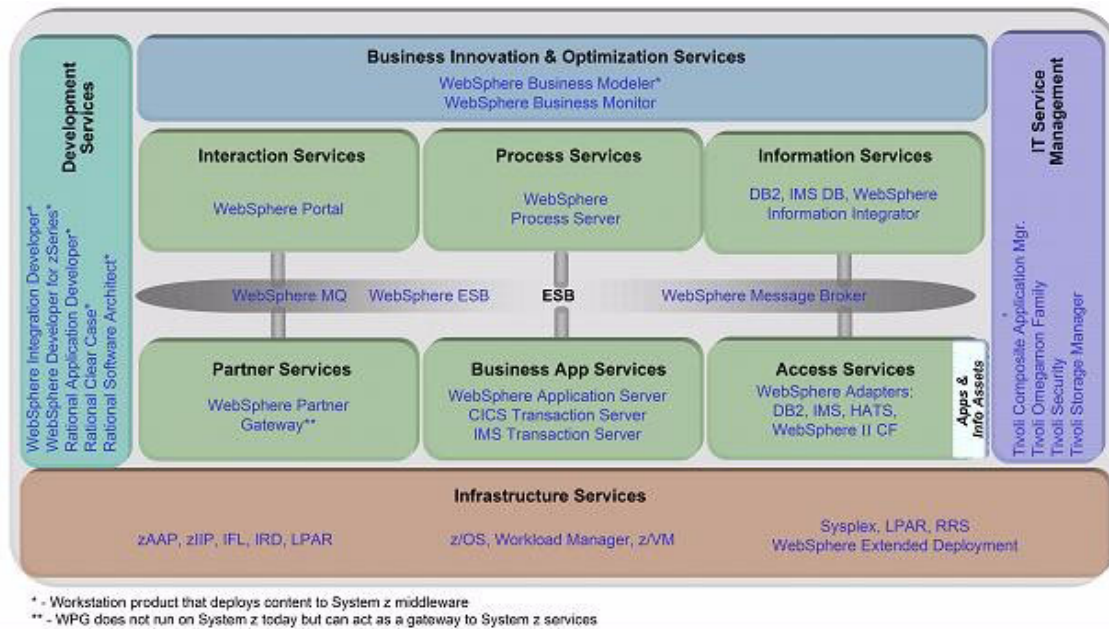 Business Innovation & Optimization Services
WebSphere Business Modeler*
WebSphere Business Monitor
Development
Services
WebSphere Integration Developer*
WebSphere Developer for zSeries*
Rational Application Developer*
Rational Clear Case*
Rational Software Architect*
Interaction Services
WebSphere Portal
Process Services
WebSphere
Process Server
Information Services
DB2, IMS DB, WebSphere
Information Integrator
WebSphere MQ
WebSphere ESB
ESB
WebSphere Message Broker
Partner Services
WebSphere Partner
Gateway**
Business App Services
WebSphere Application Server
CICS Transaction Server
IMS Transaction Server
Access Services
WebSphere Adapters:
DB2, IMS, HATS,
WebSphere II CF
Apps &
Info Assets
IT Service
Management
Tivoli Composite Application Mgr.
Tivoli Omegamon Family*
Tivoli Security
Tivoli Storage Manager
Infrastructure Services
zAAP, zIIP, IFL, IRD, LPAR
z/OS, Workload Manager, z/VM
Sysplex, LPAR, RRS
WebSphere Extended Deployment
* - Workstation product that deploys content to System z middleware
** - WPG does not run on System z today but can act as a gateway to System z services